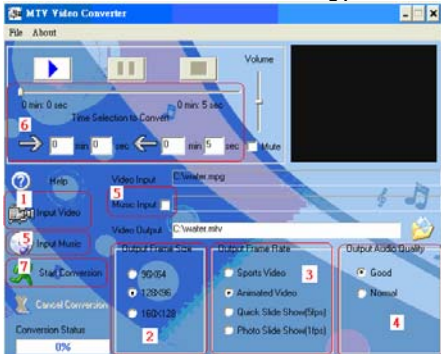 MTV Video Converter
File About
Volume
0 min: 0 sec
0 min: 5 sec
Time Selection to Convert
6
0 min 0 sec 0 min 5 sec Mute
Help
Video Input C:\water.mpg
1
5
Input Video
Music Input
5
Input Music
Video Output C:\water.mtv
7
Start Conversion
Output Frame Size
Output Frame Rate
Output Audio Quality
96X64
Sports Video
3
Good
128X96
Animated Video
Normal
Cancel Conversion
2
Quick Slide Show(5fps)
4
160X128
Photo Slide Show(1fps)
Conversion Status
0%